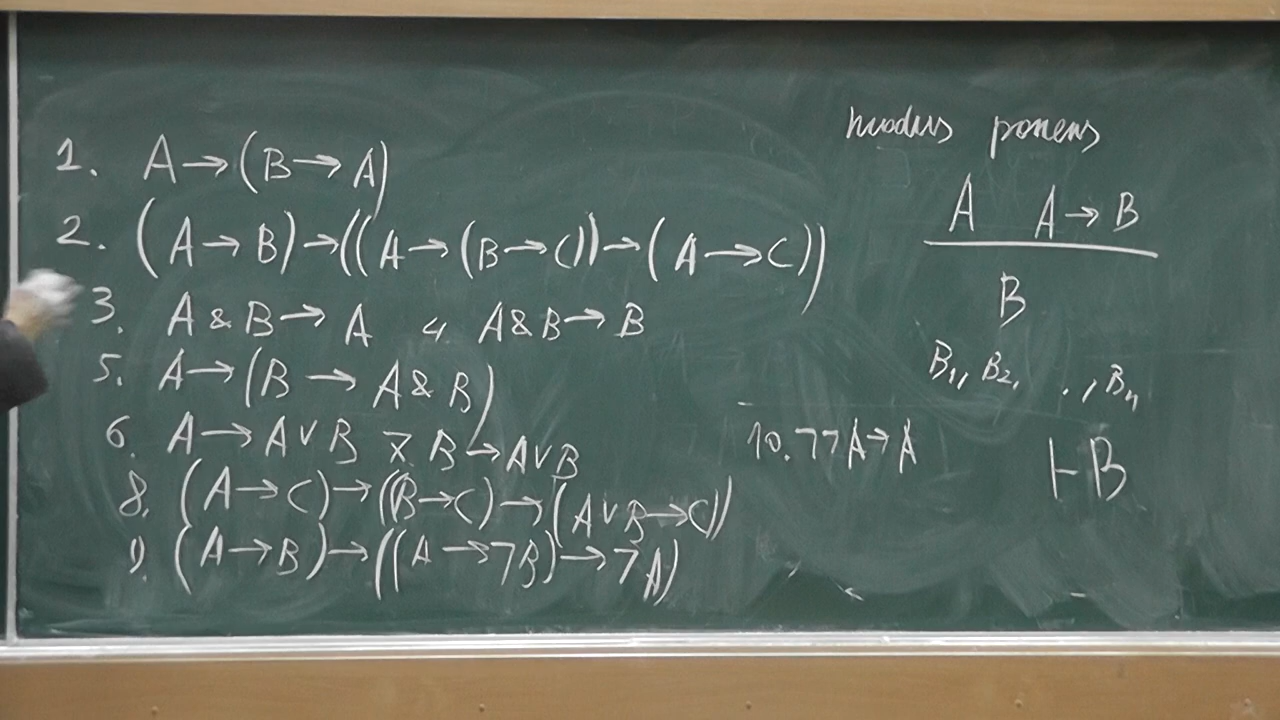 1. A→(B→A)
2. (A→B)→((A→(B→C))→(A→C))
3. A&B→A 4 A&B→B
5. A→(B→A&B)
6. A→A∨B 7. B→A∨B
8. (A→C)→((B→C)→(A∨B→C))
9. (A→B)→((A→¬B)→¬A)
10. ¬¬A→A
modus ponens
A A→B
B
B₁, B₂, . . , Bₙ
⊢B